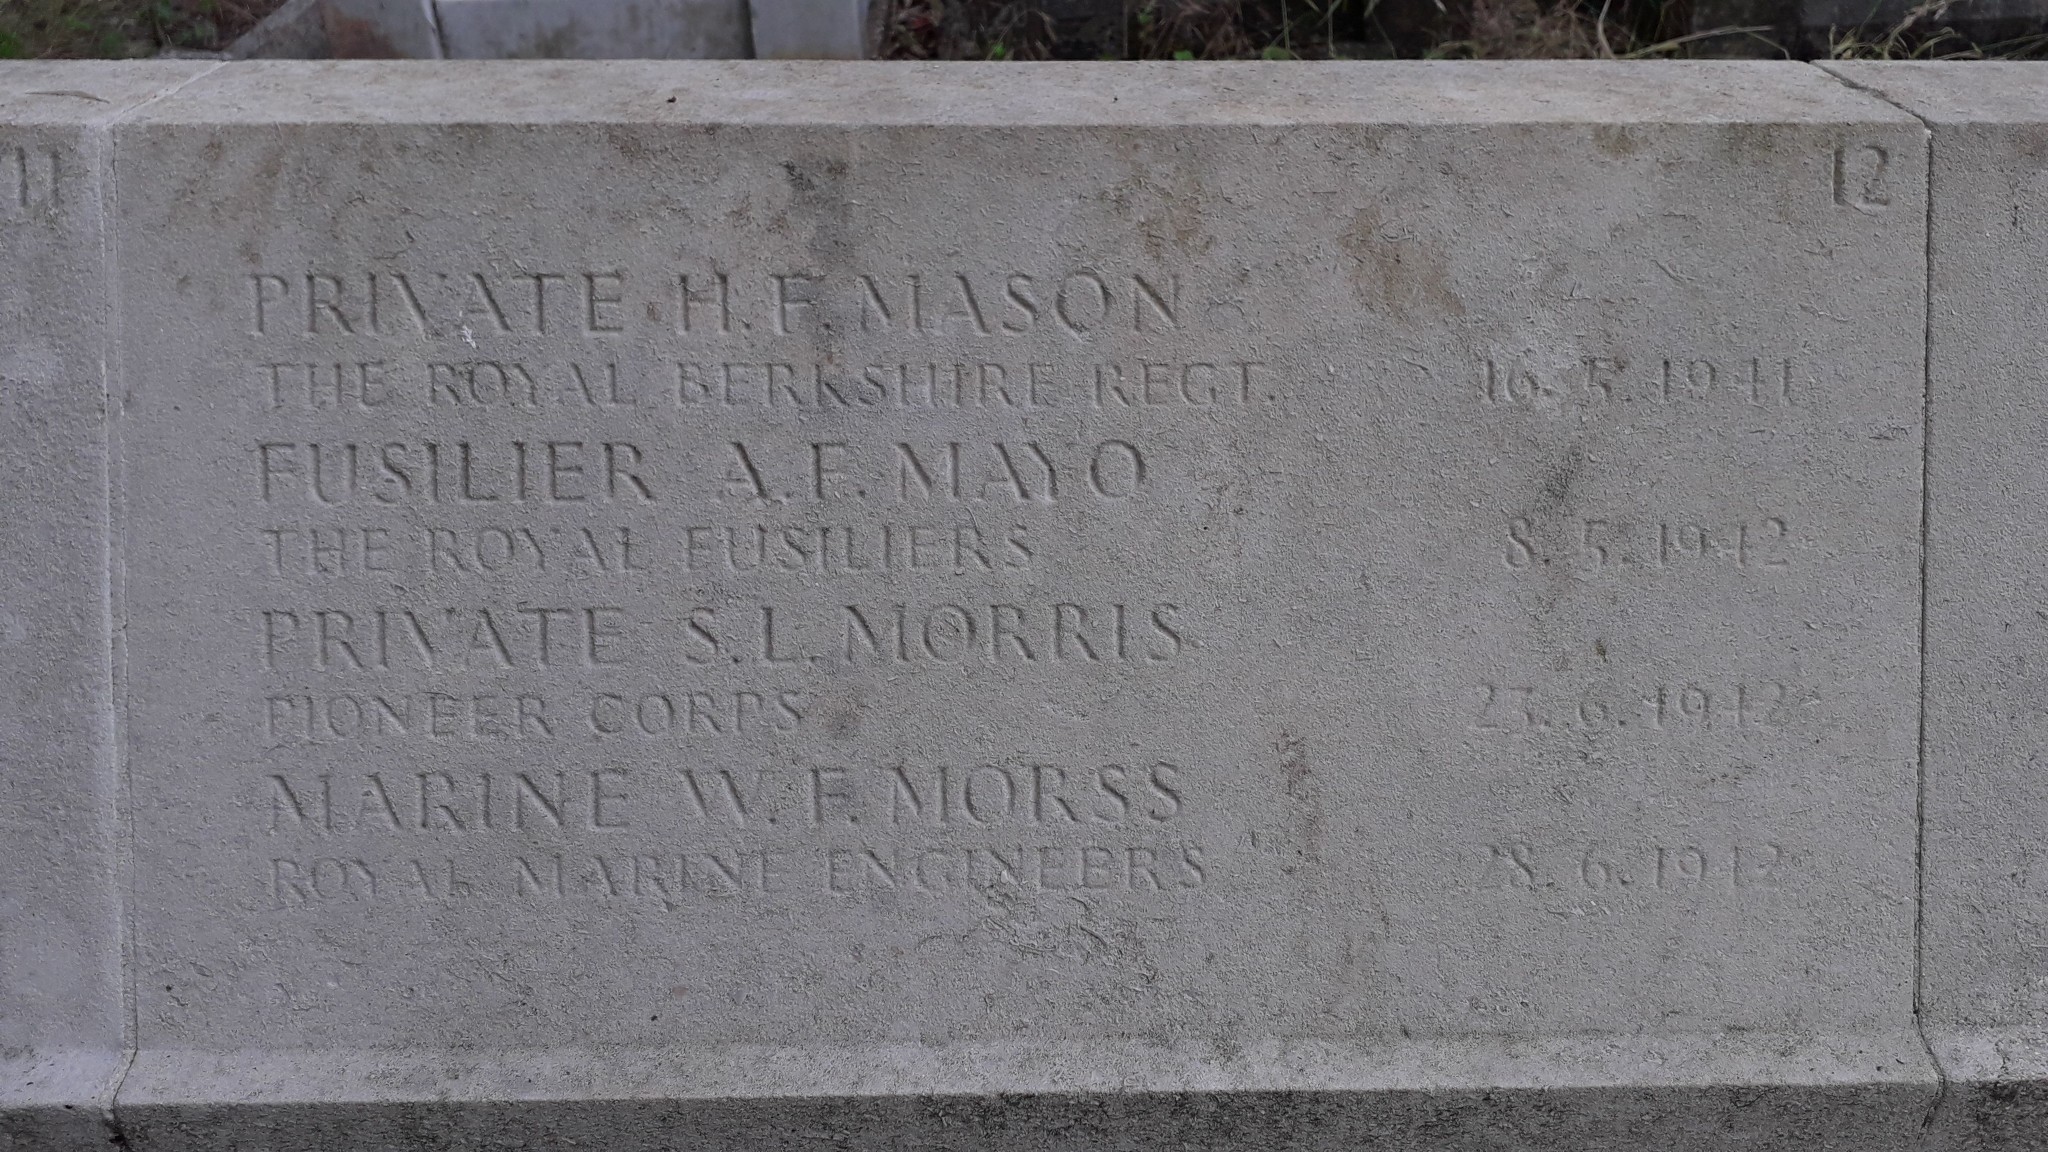 11
12
PRIVATE H. F. MASON
THE ROYAL BERKSHIRE REGT. 16. 5. 1941
FUSILIER A. F. MAYO
THE ROYAL FUSILIERS 8. 5. 1942
PRIVATE S. L. MORRIS
PIONEER CORPS 23. 6. 1942
MARINE W. F. MORSS
ROYAL MARINE ENGINEERS 28. 6. 1942